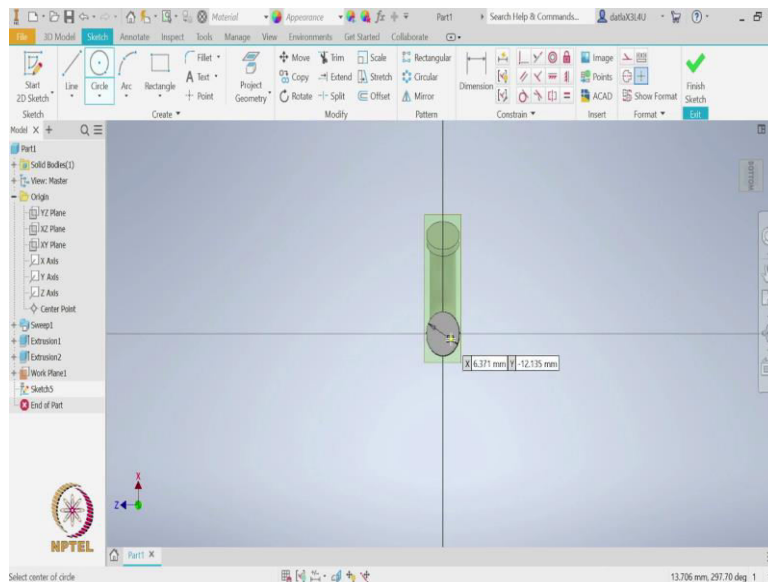 Material Appearance Part1 Search Help & Commands... datlaX3L4U
File 3D Model Sketch Annotate Inspect Tools Manage View Environments Get Started Collaborate
Start 2D Sketch Line Circle Arc Rectangle Fillet Text Point Project Geometry Move Copy Rotate Trim Extend Split Scale Stretch Offset Rectangular Circular Mirror Dimension Image Points ACAD Show Format Finish Sketch
Sketch Create Modify Pattern Constrain Insert Format Exit
Model
Part1
Solid Bodies(1)
View: Master
Origin
YZ Plane
XZ Plane
XY Plane
X Axis
Y Axis
Z Axis
Center Point
Sweep1
Extrusion1
Extrusion2
Work Plane1
Sketch5
End of Part
BOTTOM
X 6.371 mm Y -12.135 mm
X
Z
NPTEL
Part1 X
Select center of circle 13.706 mm, 297.70 deg 1